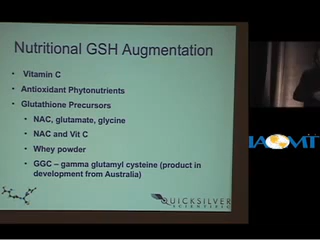 Nutritional GSH Augmentation
• Vitamin C
• Antioxidant Phytonutrients
• Glutathione Precursors
• NAC, glutamate, glycine
• NAC and Vit C
• Whey powder
• GGC – gamma glutamyl cysteine (product in
development from Australia)
QUICKSILVER
SCIENTIFIC
IAOMT